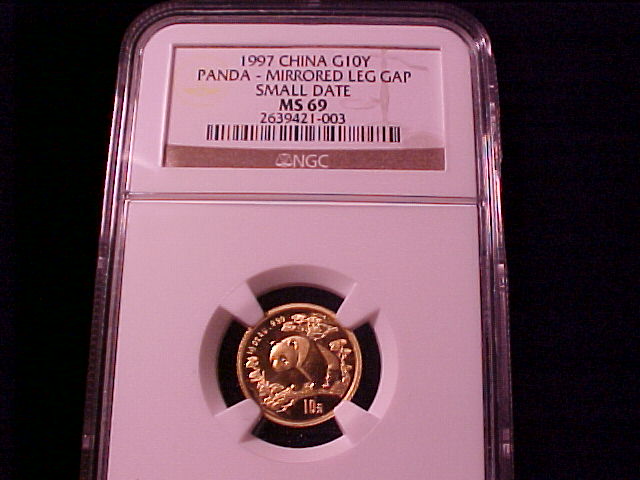 1997 CHINA G10Y
PANDA - MIRRORED LEG GAP
SMALL DATE
MS 69
2639421-003
NGC
10元